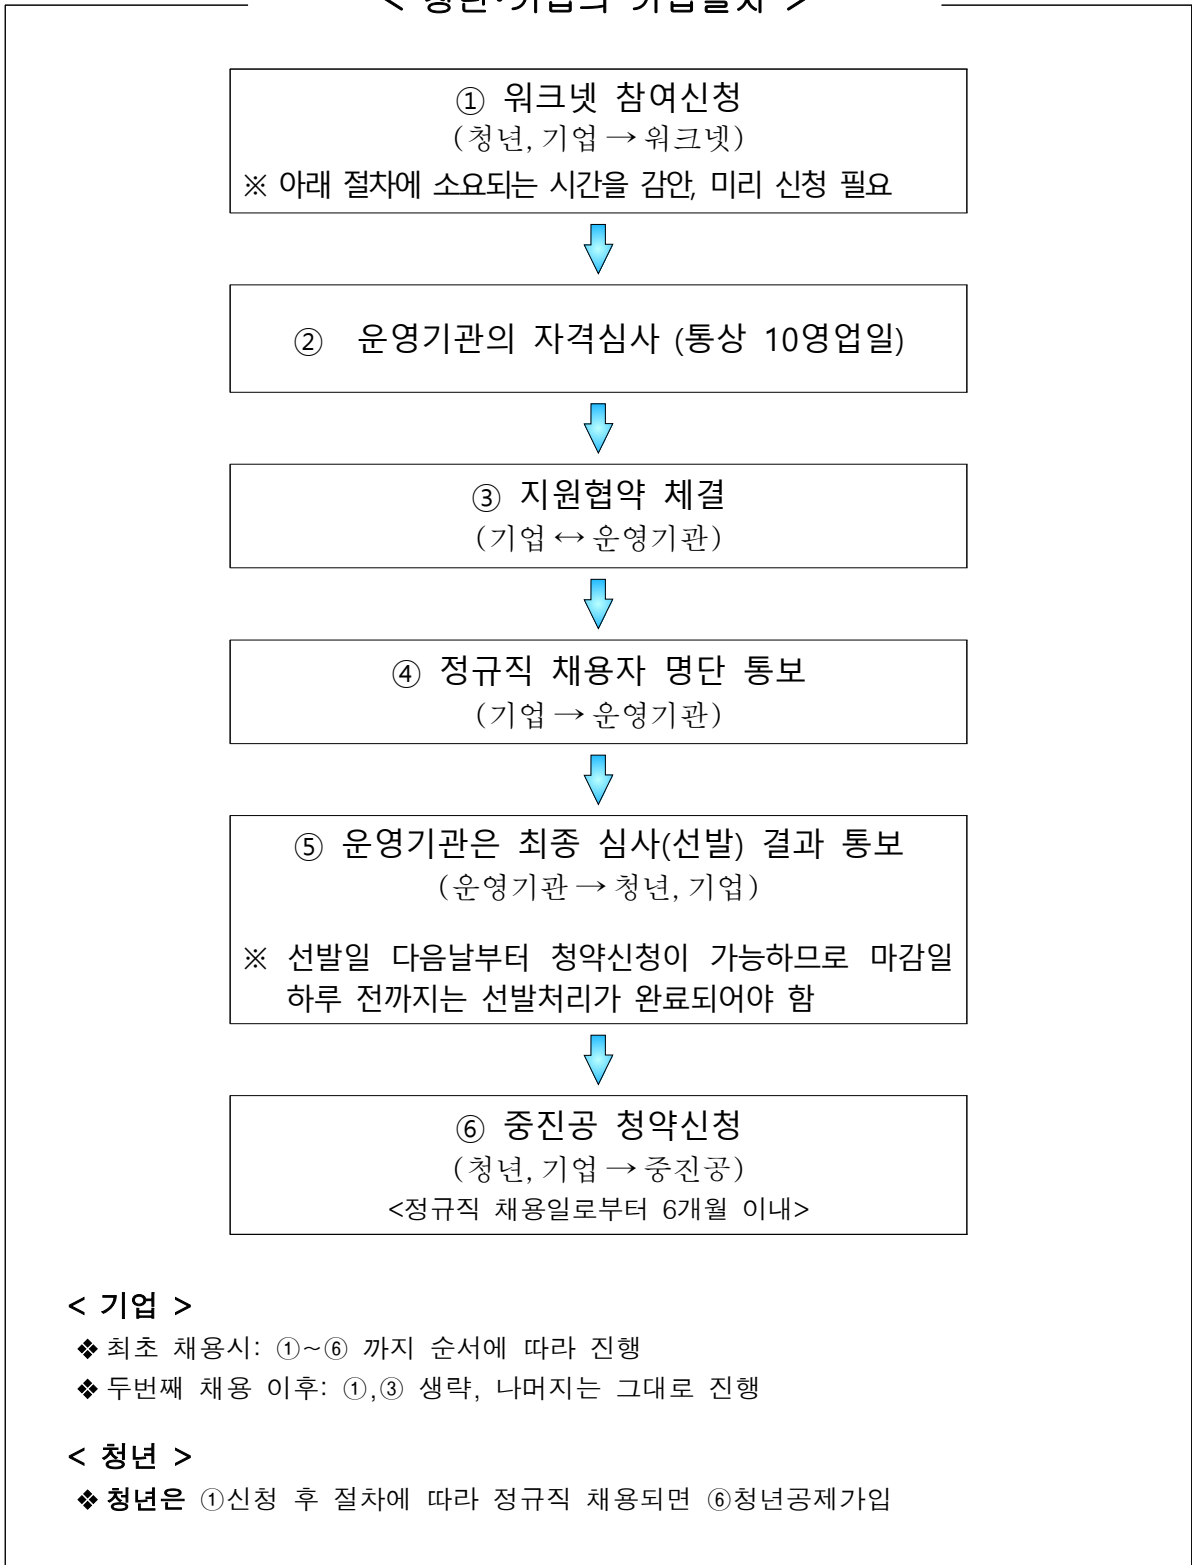 < 청년·기업의 가입절차 >
① 워크넷 참여신청
(청년, 기업 → 워크넷)
※ 아래 절차에 소요되는 시간을 감안, 미리 신청 필요
② 운영기관의 자격심사 (통상 10영업일)
③ 지원협약 체결
(기업 ↔ 운영기관)
④ 정규직 채용자 명단 통보
(기업 → 운영기관)
⑤ 운영기관은 최종 심사(선발) 결과 통보
(운영기관 → 청년, 기업)
※ 선발일 다음날부터 청약신청이 가능하므로 마감일
하루 전까지는 선발처리가 완료되어야 함
⑥ 중진공 청약신청
(청년, 기업 → 중진공)
<정규직 채용일로부터 6개월 이내>
< 기업 >
❖ 최초 채용시: ①~⑥ 까지 순서에 따라 진행
❖ 두번째 채용 이후: ①,③ 생략, 나머지는 그대로 진행
< 청년 >
❖ 청년은 ①신청 후 절차에 따라 정규직 채용되면 ⑥청년공제가입